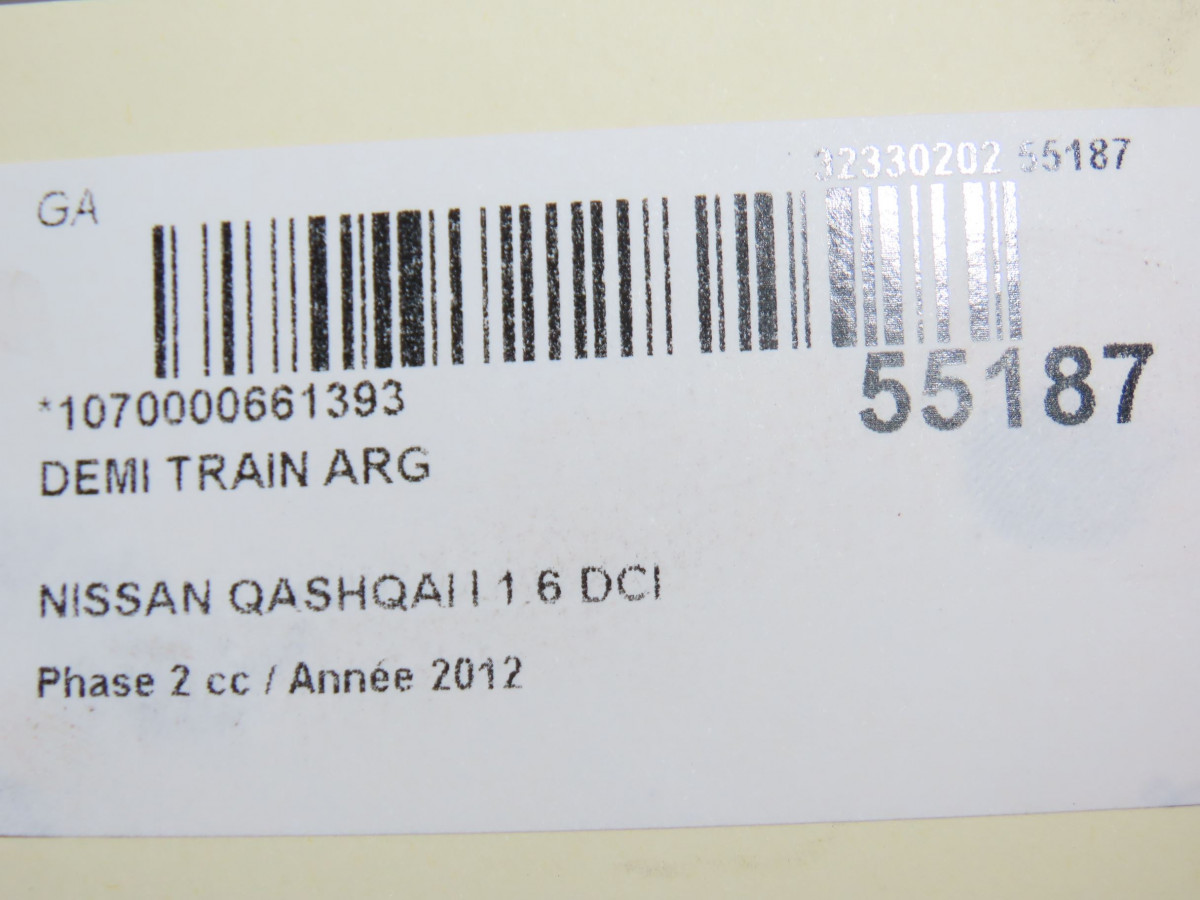 32330202 55187
GA
55187
*1070000661393
DEMI TRAIN ARG
NISSAN QASHQAI I 1.6 DCI
Phase 2 cc / Année 2012